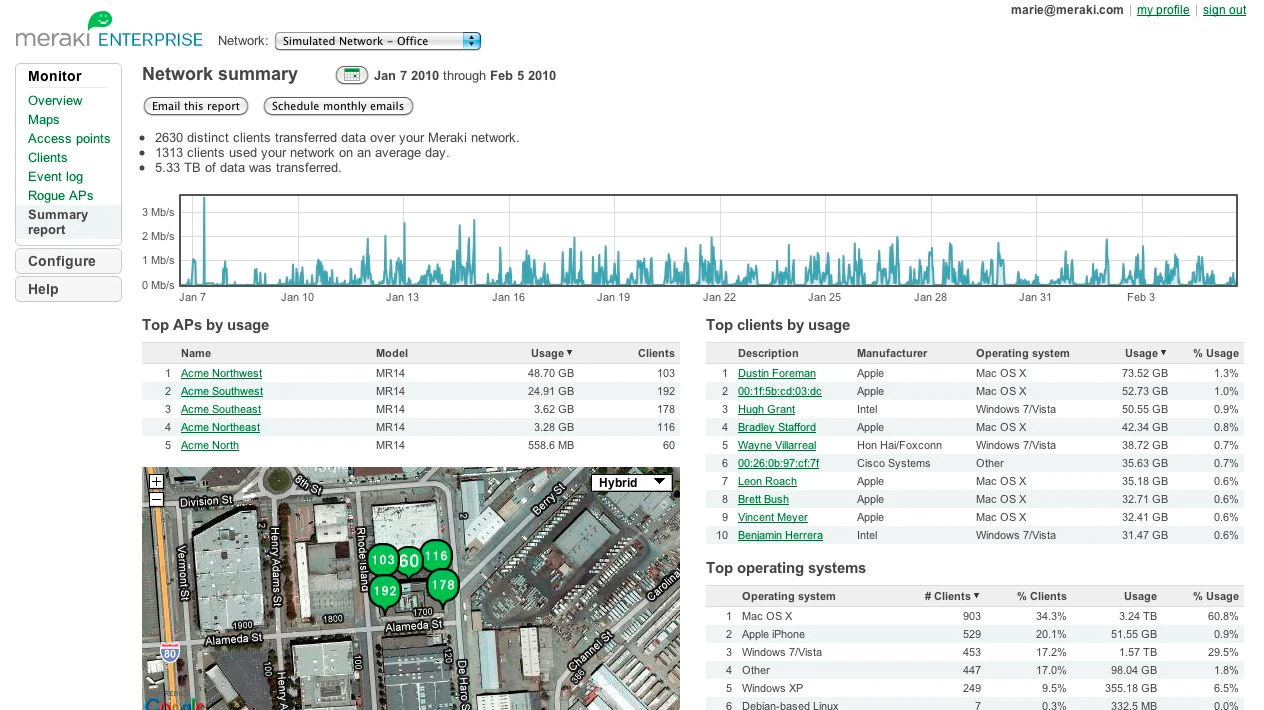 marie@meraki.com | my profile | sign out
meraki ENTERPRISE
Network: Simulated Network – Office
Monitor
Overview
Maps
Access points
Clients
Event log
Rogue APs
Summary
report
Configure
Help
Network summary
Jan 7 2010 through Feb 5 2010
Email this report
Schedule monthly emails
• 2630 distinct clients transferred data over your Meraki network.
• 1313 clients used your network on an average day.
• 5.33 TB of data was transferred.
3 Mb/s
2 Mb/s
1 Mb/s
0 Mb/s
Jan 7 Jan 10 Jan 13 Jan 16 Jan 19 Jan 22 Jan 25 Jan 28 Jan 31 Feb 3
Top APs by usage
Name Model Usage ▼ Clients
1 Acme Northwest MR14 48.70 GB 103
2 Acme Southwest MR14 24.91 GB 192
3 Acme Southeast MR14 3.62 GB 178
4 Acme Northeast MR14 3.28 GB 116
5 Acme North MR14 558.6 MB 60
+
−
Hybrid
8th St
Division St
Berry St
2
2
Vermont St
Henry Adams St
Rhode Island
103
60
116
192
178
Carolina
1700
1800
1900
Alameda St
Alameda St
80
100
100
120
Henry A
De Haro S
Channel St
386
Google
Top clients by usage
Description Manufacturer Operating system Usage ▼ % Usage
1 Dustin Foreman Apple Mac OS X 73.52 GB 1.3%
2 00:1f:5b:cd:03:dc Apple Mac OS X 52.73 GB 1.0%
3 Hugh Grant Intel Windows 7/Vista 50.55 GB 0.9%
4 Bradley Stafford Apple Mac OS X 42.34 GB 0.8%
5 Wayne Villarreal Hon Hai/Foxconn Windows 7/Vista 38.72 GB 0.7%
6 00:26:0b:97:cf:7f Cisco Systems Other 35.63 GB 0.7%
7 Leon Roach Apple Mac OS X 35.18 GB 0.6%
8 Brett Bush Apple Mac OS X 32.71 GB 0.6%
9 Vincent Meyer Apple Mac OS X 32.41 GB 0.6%
10 Benjamin Herrera Intel Windows 7/Vista 31.47 GB 0.6%
Top operating systems
Operating system # Clients ▼ % Clients Usage % Usage
1 Mac OS X 903 34.3% 3.24 TB 60.8%
2 Apple iPhone 529 20.1% 51.55 GB 0.9%
3 Windows 7/Vista 453 17.2% 1.57 TB 29.5%
4 Other 447 17.0% 98.04 GB 1.8%
5 Windows XP 249 9.5% 355.18 GB 6.5%
6 Debian-based Linux 7 0.3% 332.5 MB 0.0%